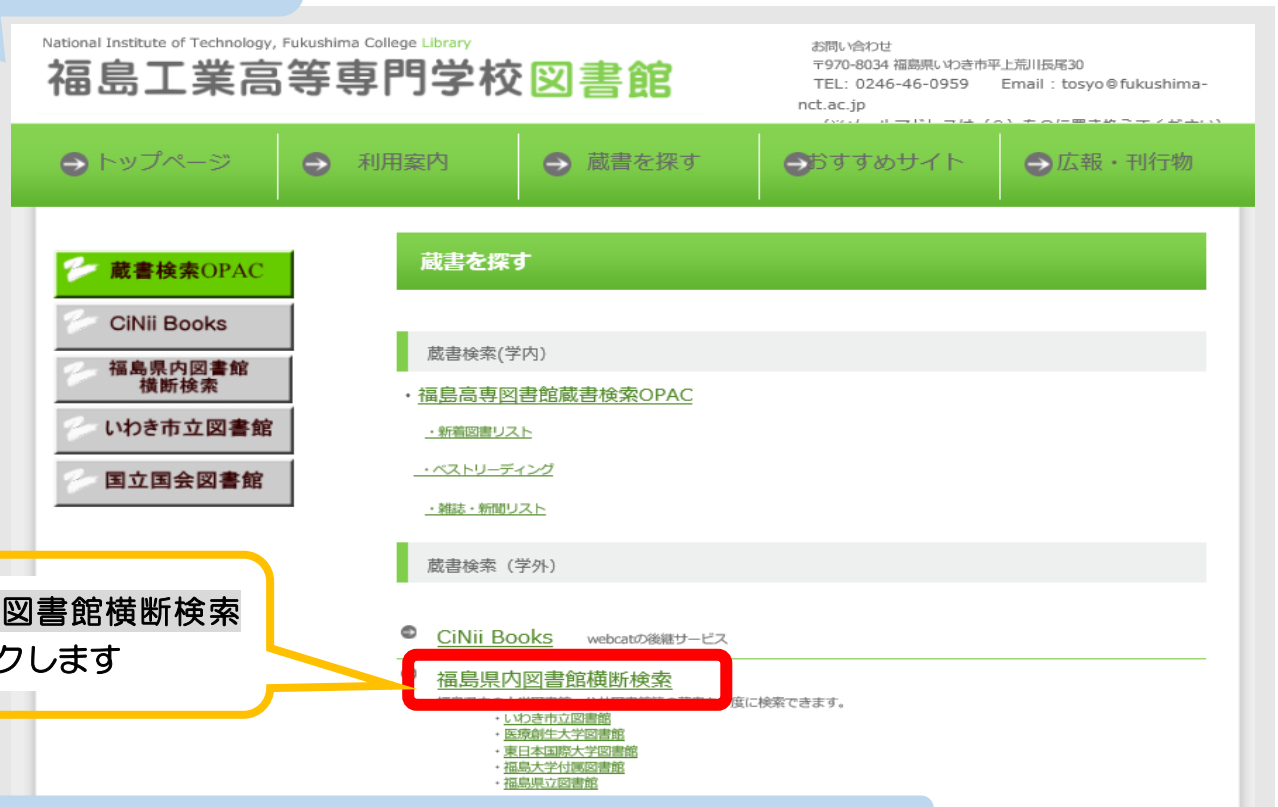 National Institute of Technology, Fukushima College Library
福島工業高等専門学校図書館
お問い合わせ
〒970-8034 福島県いわき市平上荒川長尾30
TEL: 0246-46-0959 Email : tosyo@fukushima-
nct.ac.jp
トップページ
利用案内
蔵書を探す
おすすめサイト
広報・刊行物
蔵書検索OPAC
CiNii Books
福島県内図書館
横断検索
いわき市立図書館
国立国会図書館
蔵書を探す
蔵書検索(学内)
・福島高専図書館蔵書検索OPAC
・新着図書リスト
・ベストリーディング
・雑誌・新聞リスト
蔵書検索（学外）
CiNii Books webcatの後継サービス
福島県内図書館横断検索
度に検索できます。
・いわき市立図書館
・医療創生大学図書館
・東日本国際大学図書館
・福島大学付属図書館
・福島県立図書館
図書館横断検索
クします